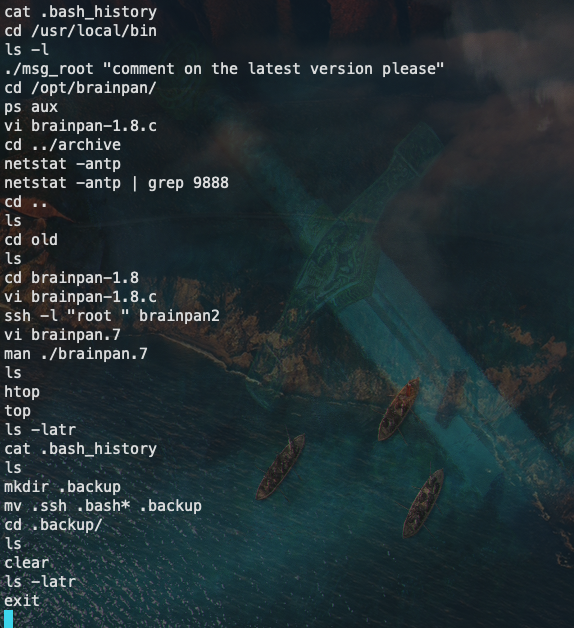 cat .bash_history
cd /usr/local/bin
ls -l
./msg_root "comment on the latest version please"
cd /opt/brainpan/
ps aux
vi brainpan-1.8.c
cd ../archive
netstat -antp
netstat -antp | grep 9888
cd ..
ls
cd old
ls
cd brainpan-1.8
vi brainpan-1.8.c
ssh -l "root " brainpan2
vi brainpan.7
man ./brainpan.7
ls
htop
top
ls -latr
cat .bash_history
ls
mkdir .backup
mv .ssh .bash* .backup
cd .backup/
ls
clear
ls -latr
exit